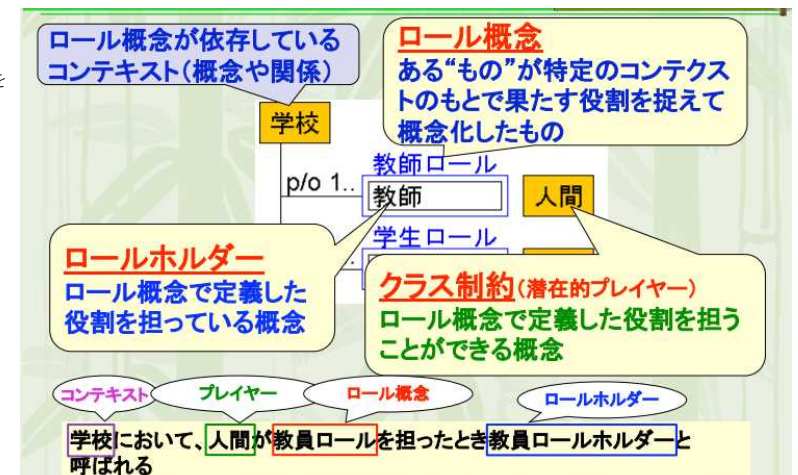 を
ロール概念が依存している
コンテキスト(概念や関係)
ロール概念
ある“もの”が特定のコンテクス
トのもとで果たす役割を捉えて
概念化したもの
学校
教師ロール
p/o 1..
教師
人間
学生ロール
ロールホルダー
ロール概念で定義した
役割を担っている概念
クラス制約(潜在的プレイヤー)
ロール概念で定義した役割を担う
ことができる概念
コンテキスト
プレイヤー
ロール概念
ロールホルダー
学校において、人間が教員ロールを担ったとき教員ロールホルダーと
呼ばれる